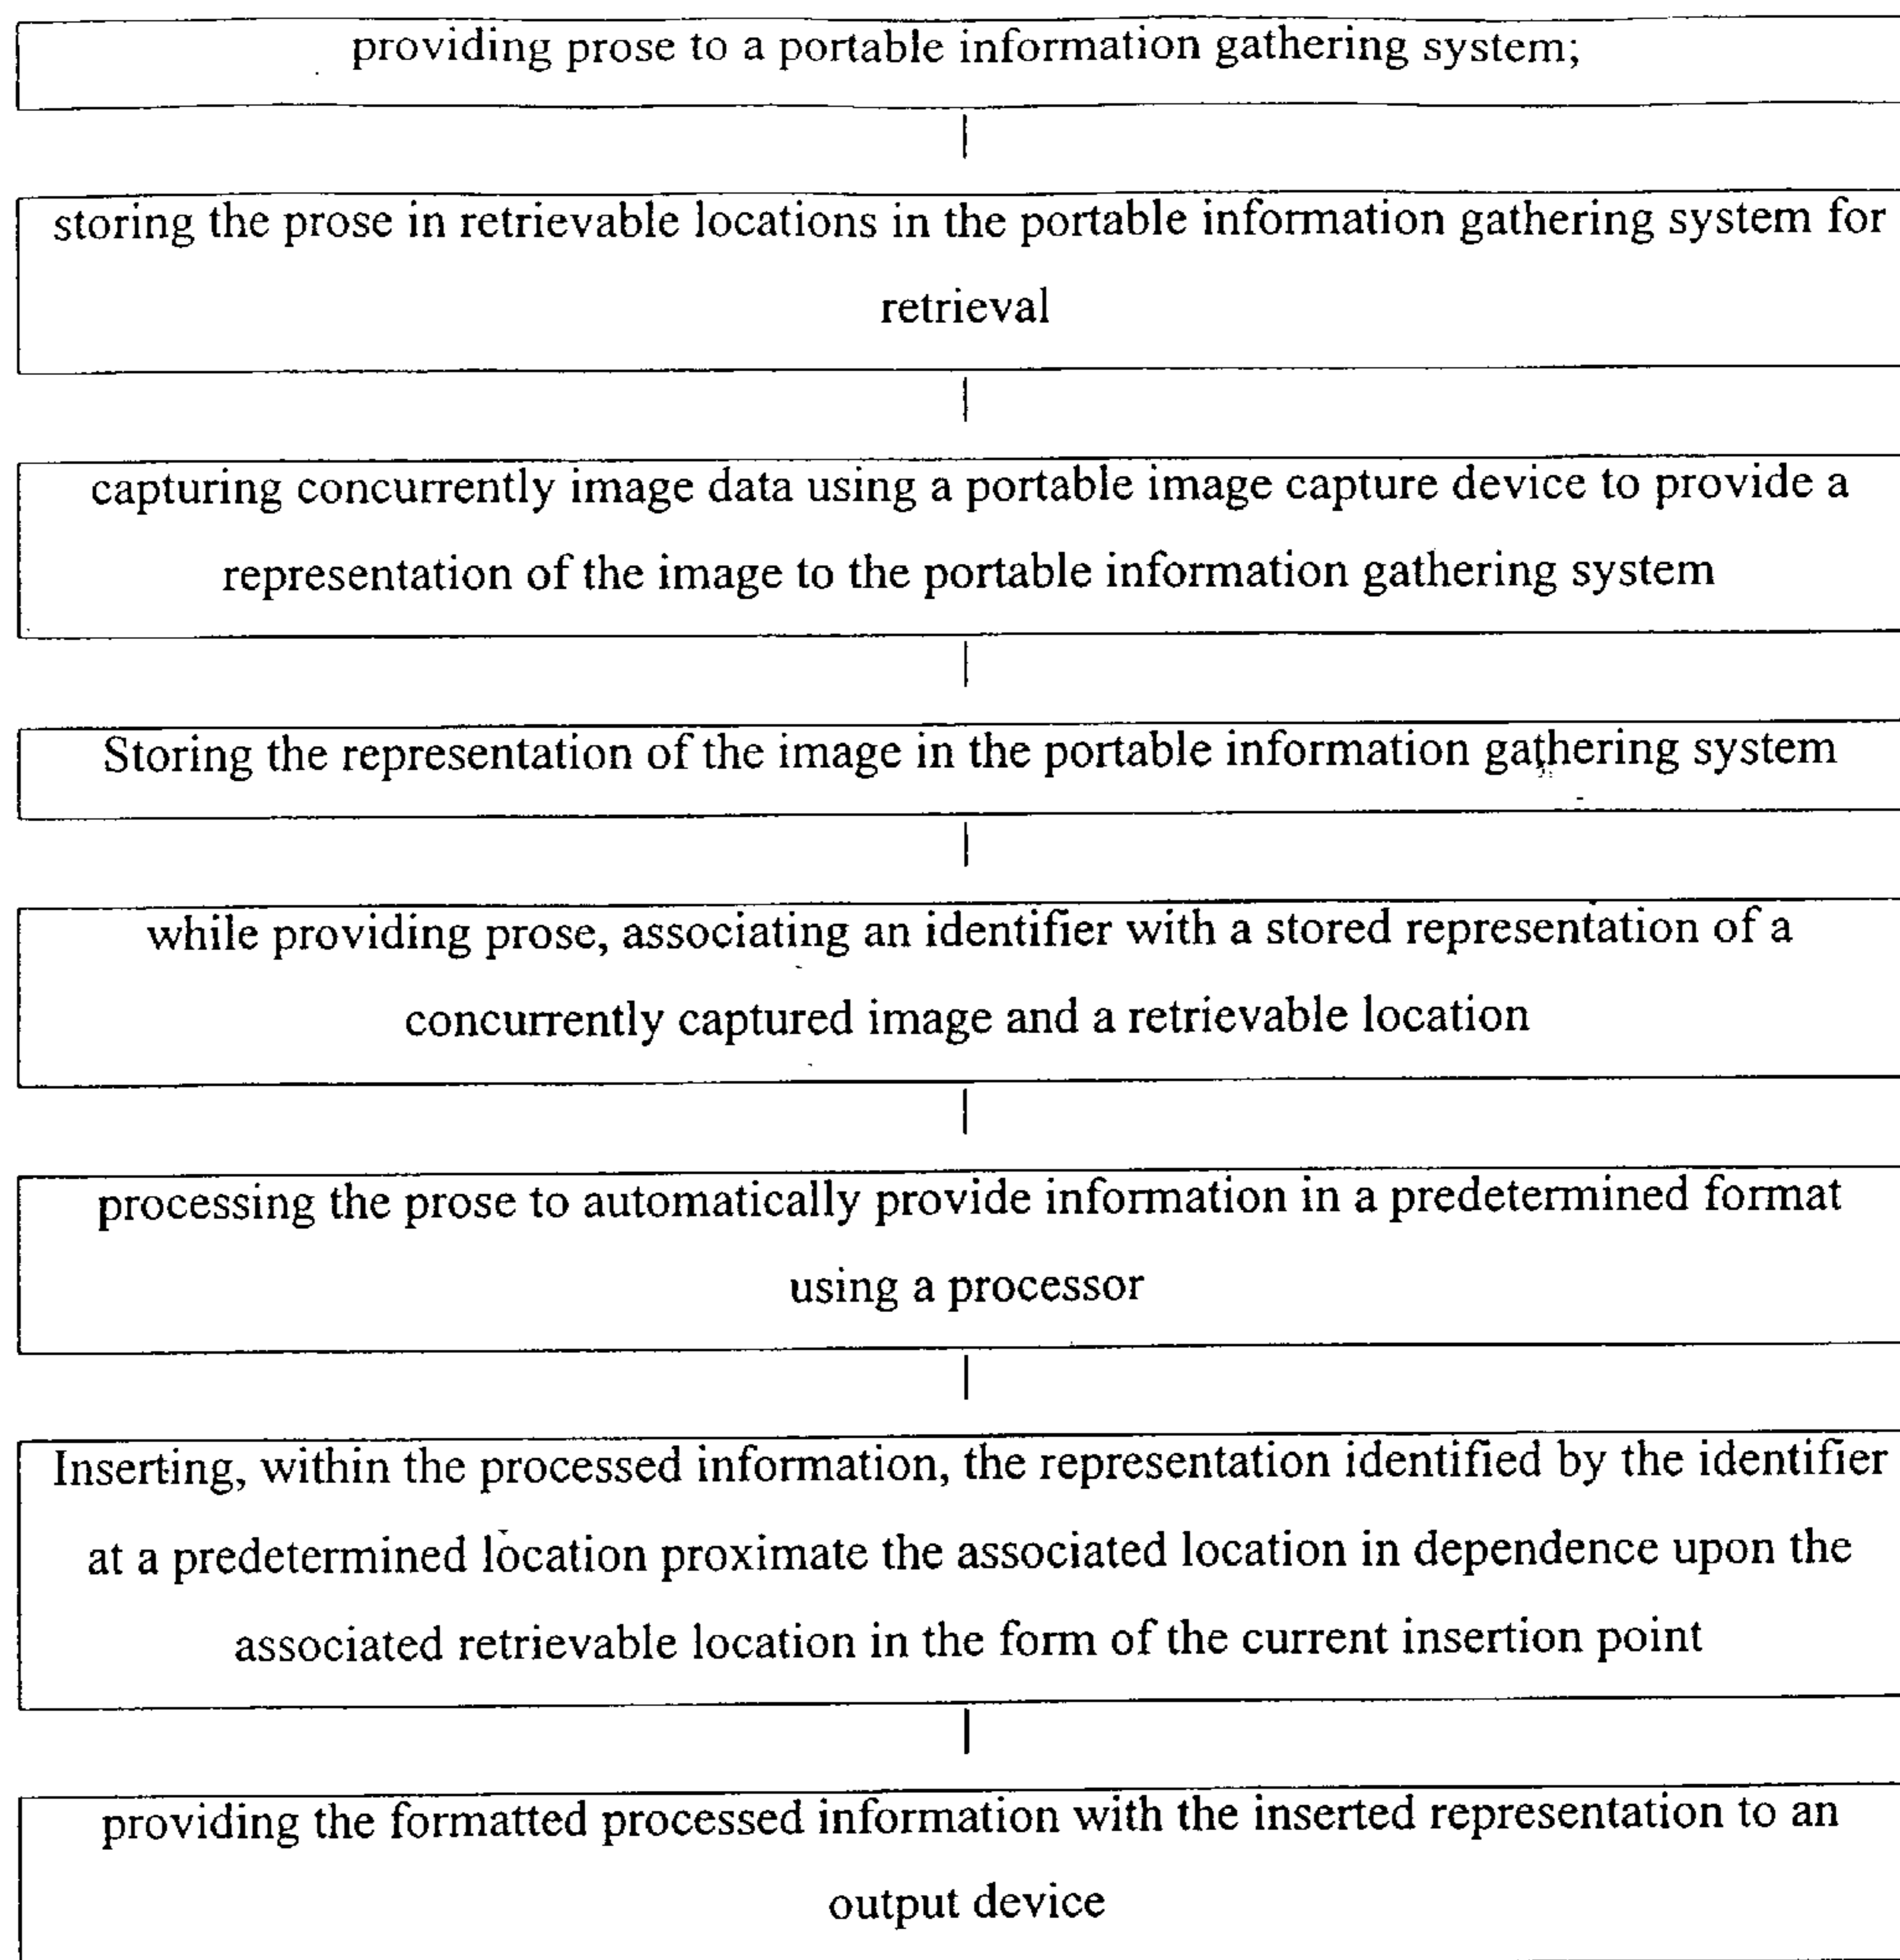 providing prose to a portable information gathering system;
storing the prose in retrievable locations in the portable information gathering system for
retrieval
capturing concurrently image data using a portable image capture device to provide a
representation of the image to the portable information gathering system
Storing the representation of the image in the portable information gathering system
while providing prose, associating an identifier with a stored representation of a
concurrently captured image and a retrievable location
processing the prose to automatically provide information in a predetermined format
using a processor
Inserting, within the processed information, the representation identified by the identifier
at a predetermined location proximate the associated location in dependence upon the
associated retrievable location in the form of the current insertion point
providing the formatted processed information with the inserted representation to an
output device